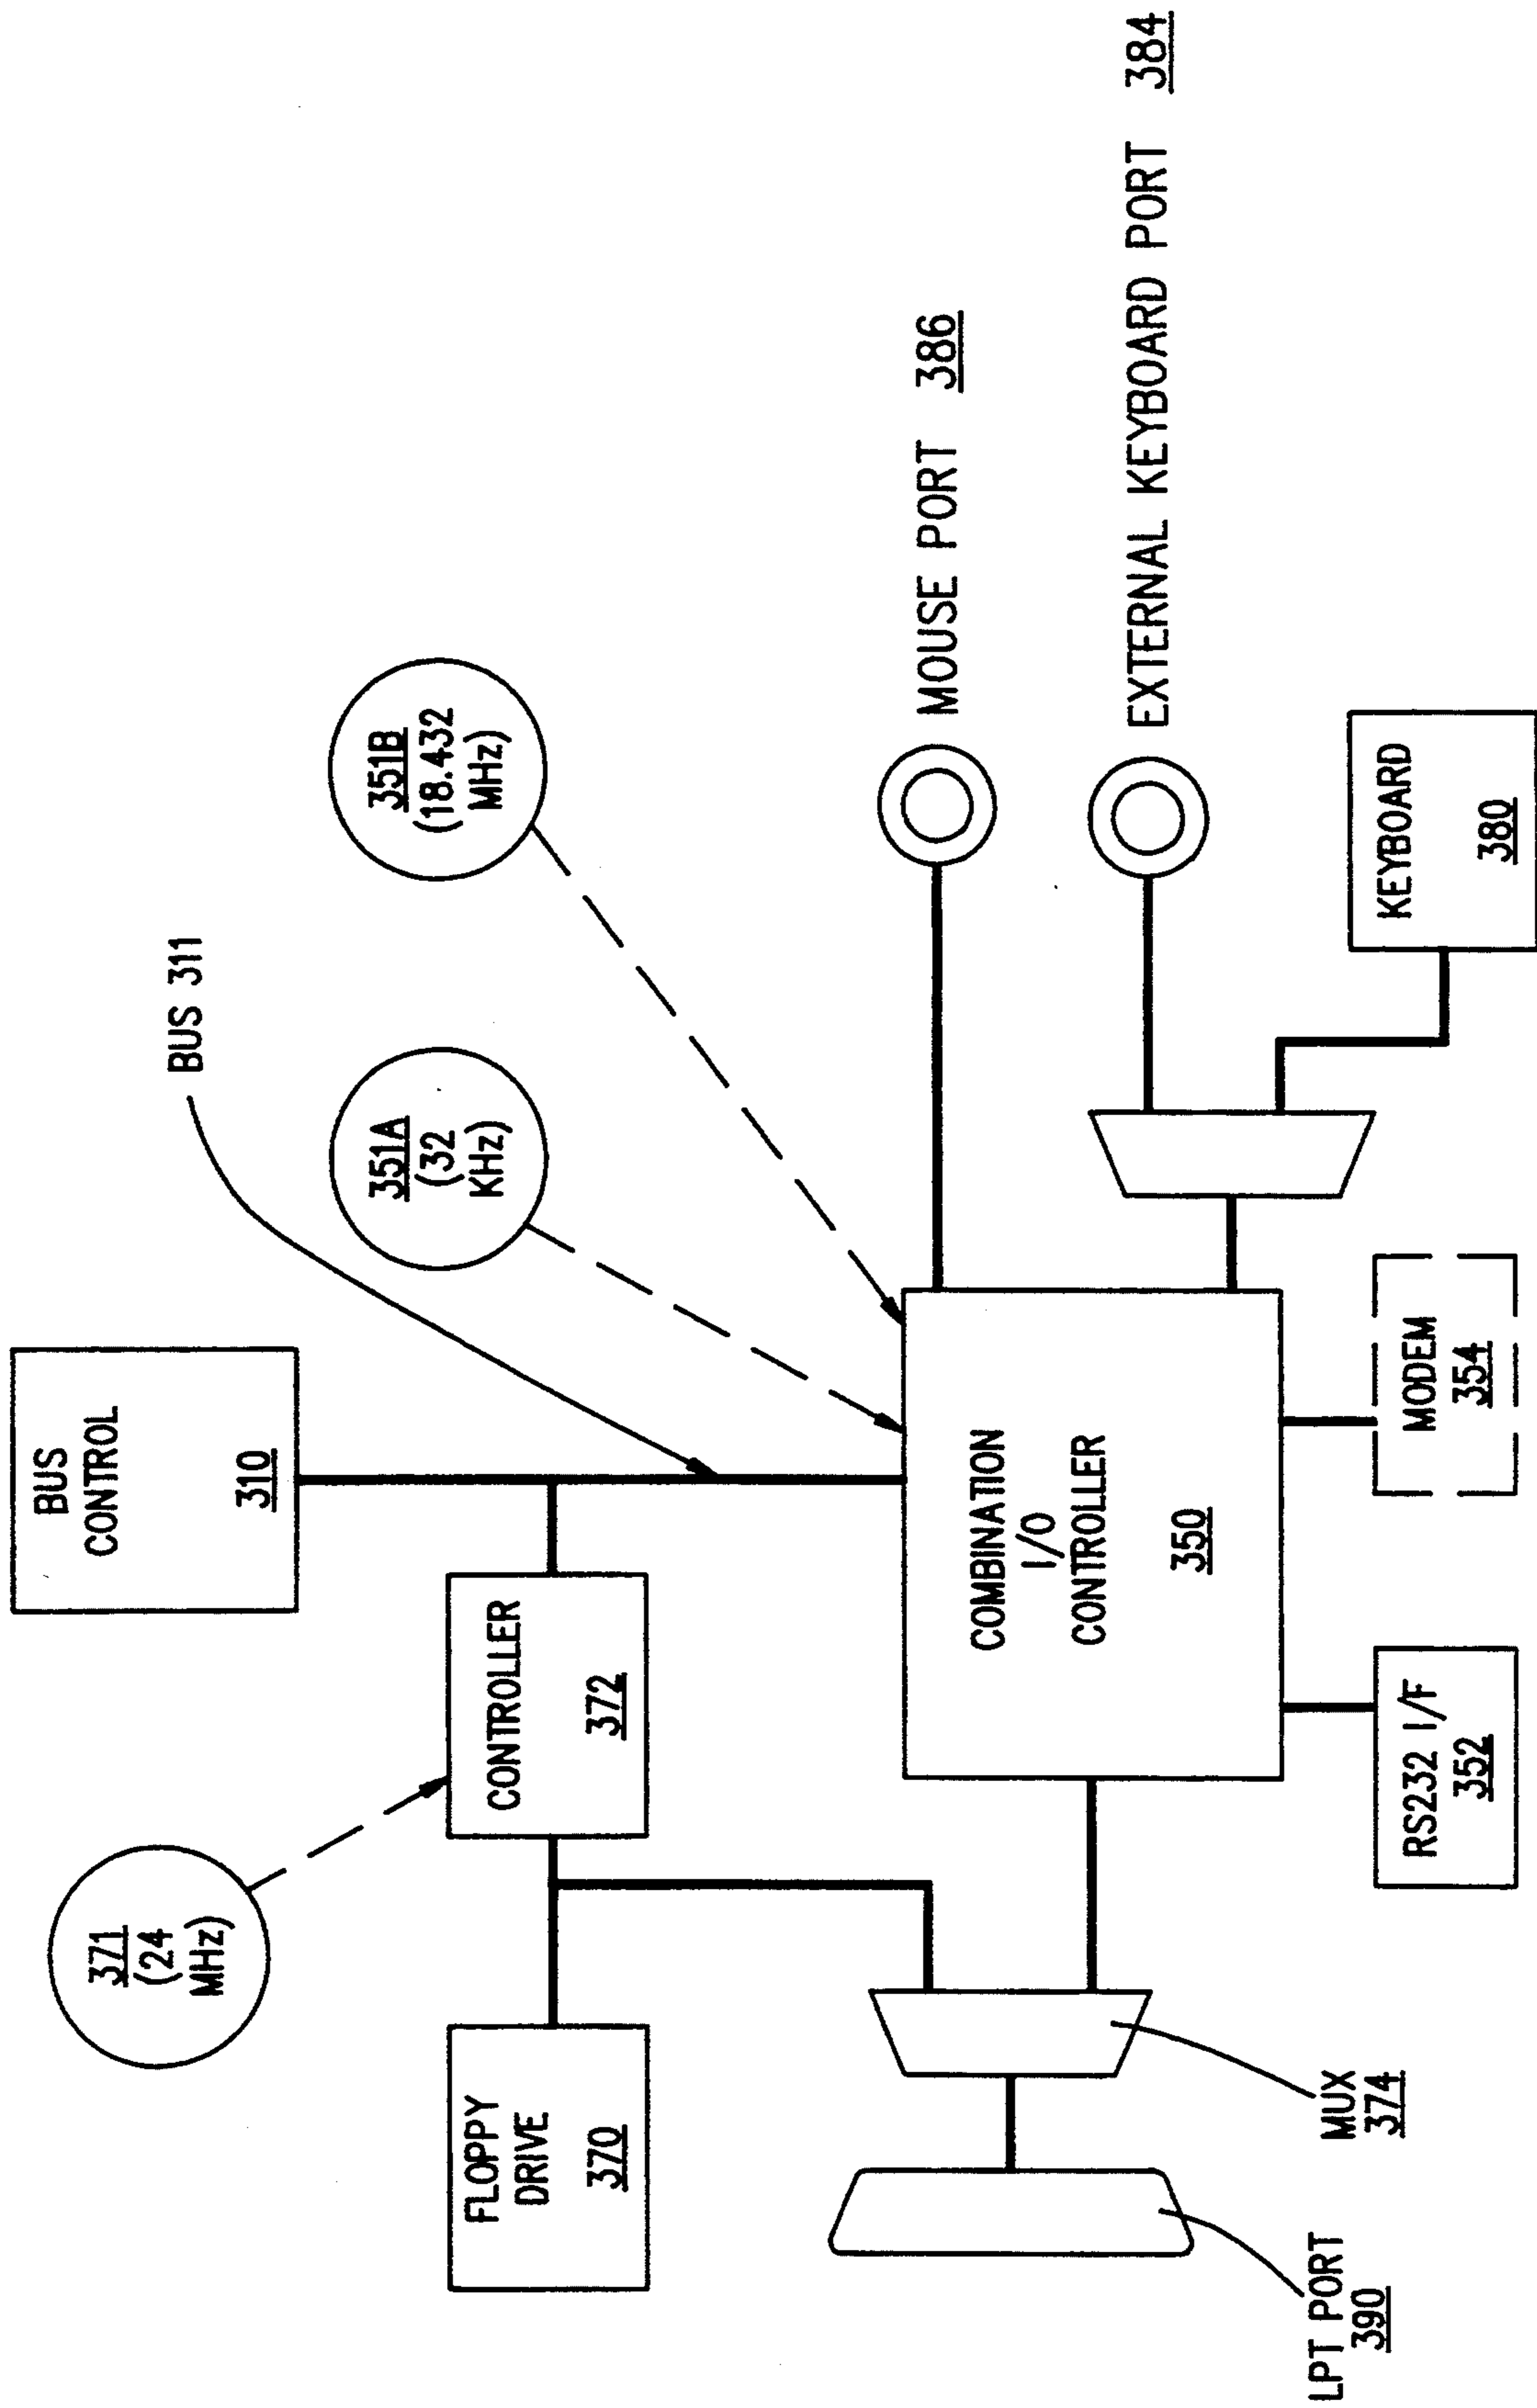 BUS
CONTROL
310
BUS 311
371
(24
MHz)
351A
(32
KHz)
351B
(18.432
MHz)
FLOPPY
DRIVE
370
CONTROLLER
372
COMBINATION
I/O
CONTROLLER
350
MOUSE PORT 386
EXTERNAL KEYBOARD PORT 384
KEYBOARD
380
MODEM
354
RS232 I/F
352
MUX
374
LPT PORT
390